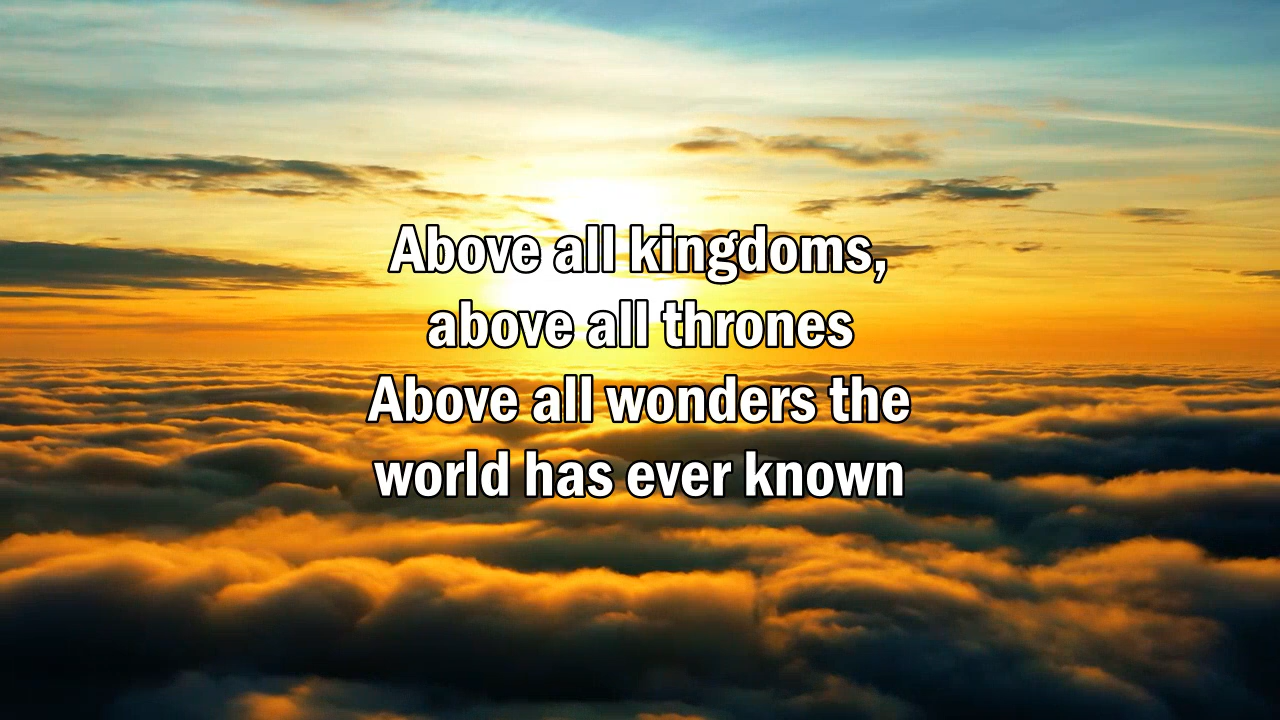 Above all kingdoms,
above all thrones
Above all wonders the
world has ever known